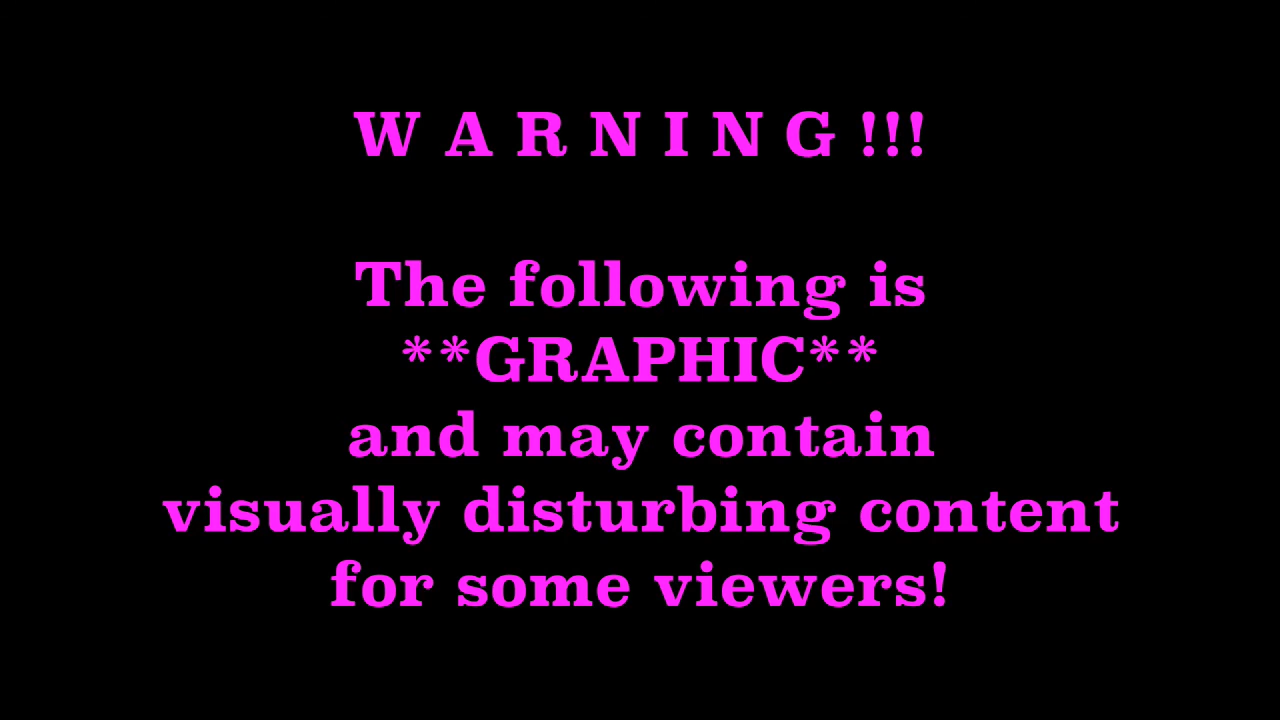 W A R N I N G !!!
The following is
**GRAPHIC**
and may contain
visually disturbing content
for some viewers!